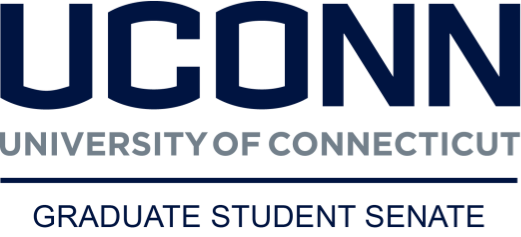 UCONN
UNIVERSITY OF CONNECTICUT
GRADUATE STUDENT SENATE